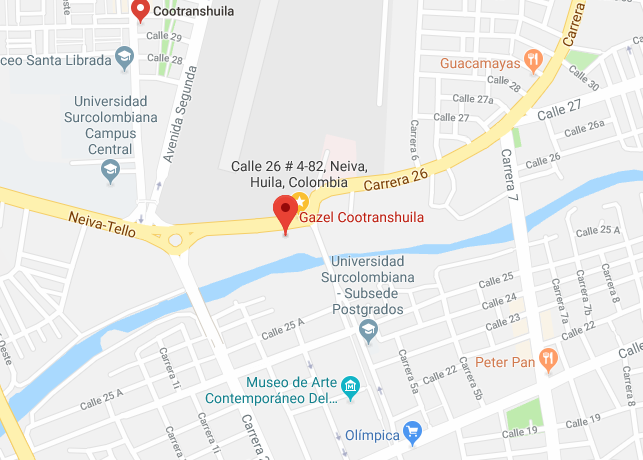 Cootranshuila
Calle 29
Calle 28
ceo Santa Librada
Universidad
Surcolombiana
Campus
Central
Avenida Segunda
Carrera
Guacamayas
Calle 30
Calle 28
Calle 27a
Calle 27
Calle 27
Calle 26a
Carrera 6
Carrera 7
Calle 26 # 4-82, Neiva,
Huila, Colombia
Carrera 26
Gazel Cootranshuila
Neiva-Tello
Universidad
Surcolombiana
- Subsede
Postgrados
Calle 25 A
Calle 25
Calle 24
Calle 23
Carrera 7a
Carrera 7b
Carrera 8
Calle 22
Calle 25 A
Oeste
Carrera 1i
Calle 25 A
Museo de Arte
Contemporáneo Del...
Carrera 5a
Calle 22
Carrera 5b
Peter Pan
Carrera 8
Olímpica
Calle 19
Calle 19
Carrera 1i
Carrera